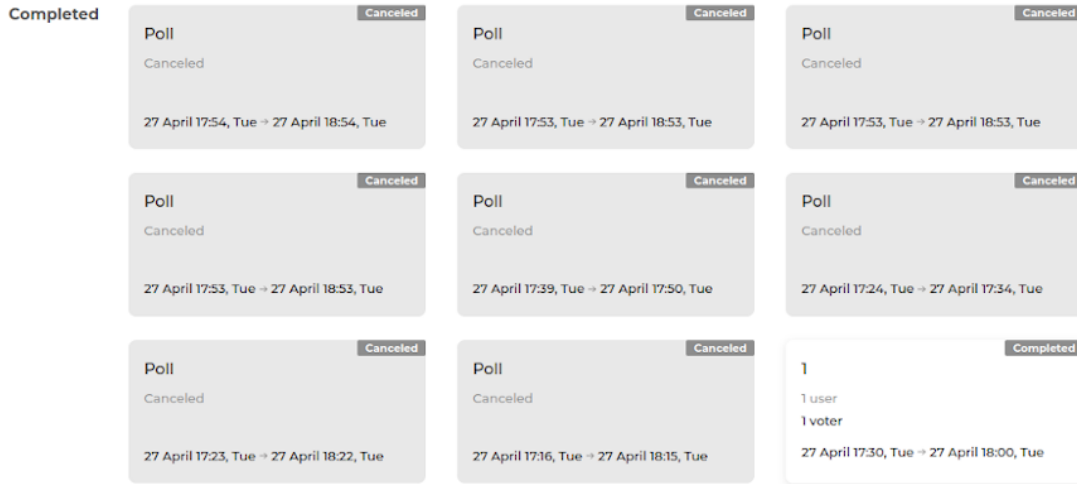 Completed
Canceled
Poll
Canceled
27 April 17:54, Tue → 27 April 18:54, Tue
Canceled
Poll
Canceled
27 April 17:53, Tue → 27 April 18:53, Tue
Canceled
Poll
Canceled
27 April 17:53, Tue → 27 April 18:53, Tue
Canceled
Poll
Canceled
27 April 17:53, Tue → 27 April 18:53, Tue
Canceled
Poll
Canceled
27 April 17:39, Tue → 27 April 17:50, Tue
Canceled
Poll
Canceled
27 April 17:24, Tue → 27 April 17:34, Tue
Canceled
Poll
Canceled
27 April 17:23, Tue → 27 April 18:22, Tue
Canceled
Poll
Canceled
27 April 17:16, Tue → 27 April 18:15, Tue
Completed
1
1 user
1 voter
27 April 17:30, Tue → 27 April 18:00, Tue